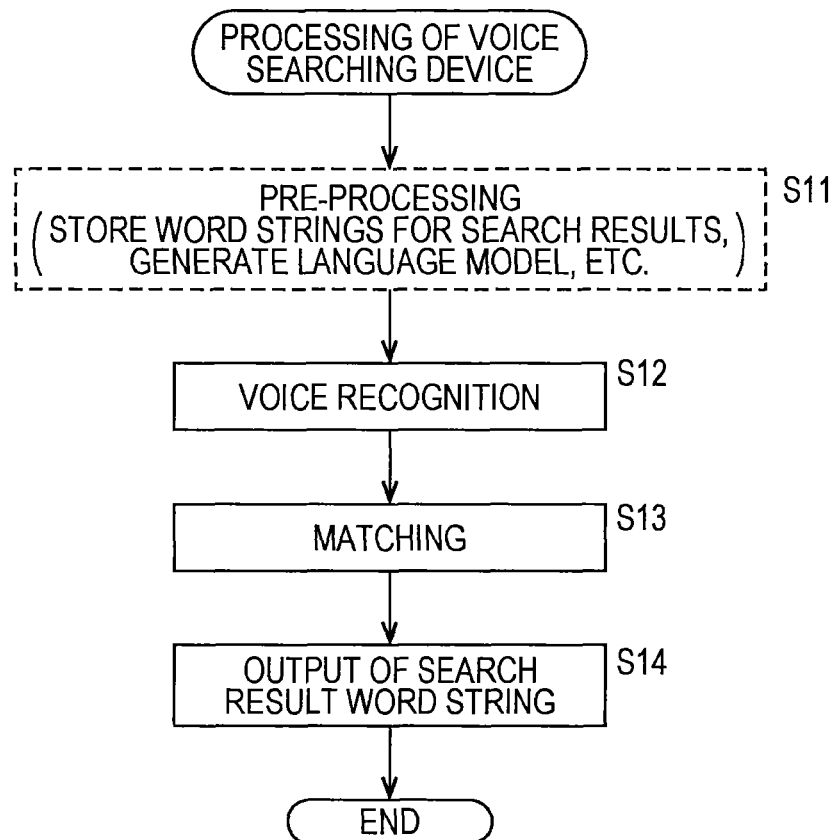 PROCESSING OF VOICE
SEARCHING DEVICE
S11
PRE-PROCESSING
(STORE WORD STRINGS FOR SEARCH RESULTS,
GENERATE LANGUAGE MODEL, ETC.)
S12
VOICE RECOGNITION
S13
MATCHING
S14
OUTPUT OF SEARCH
RESULT WORD STRING
END